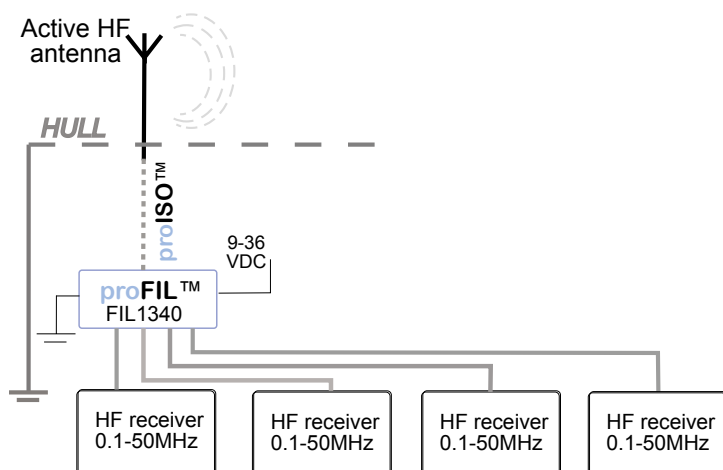 Active HF
antenna
HULL
proISO™
9-36
VDC
proFIL™
FIL1340
HF receiver
0.1-50MHz
HF receiver
0.1-50MHz
HF receiver
0.1-50MHz
HF receiver
0.1-50MHz